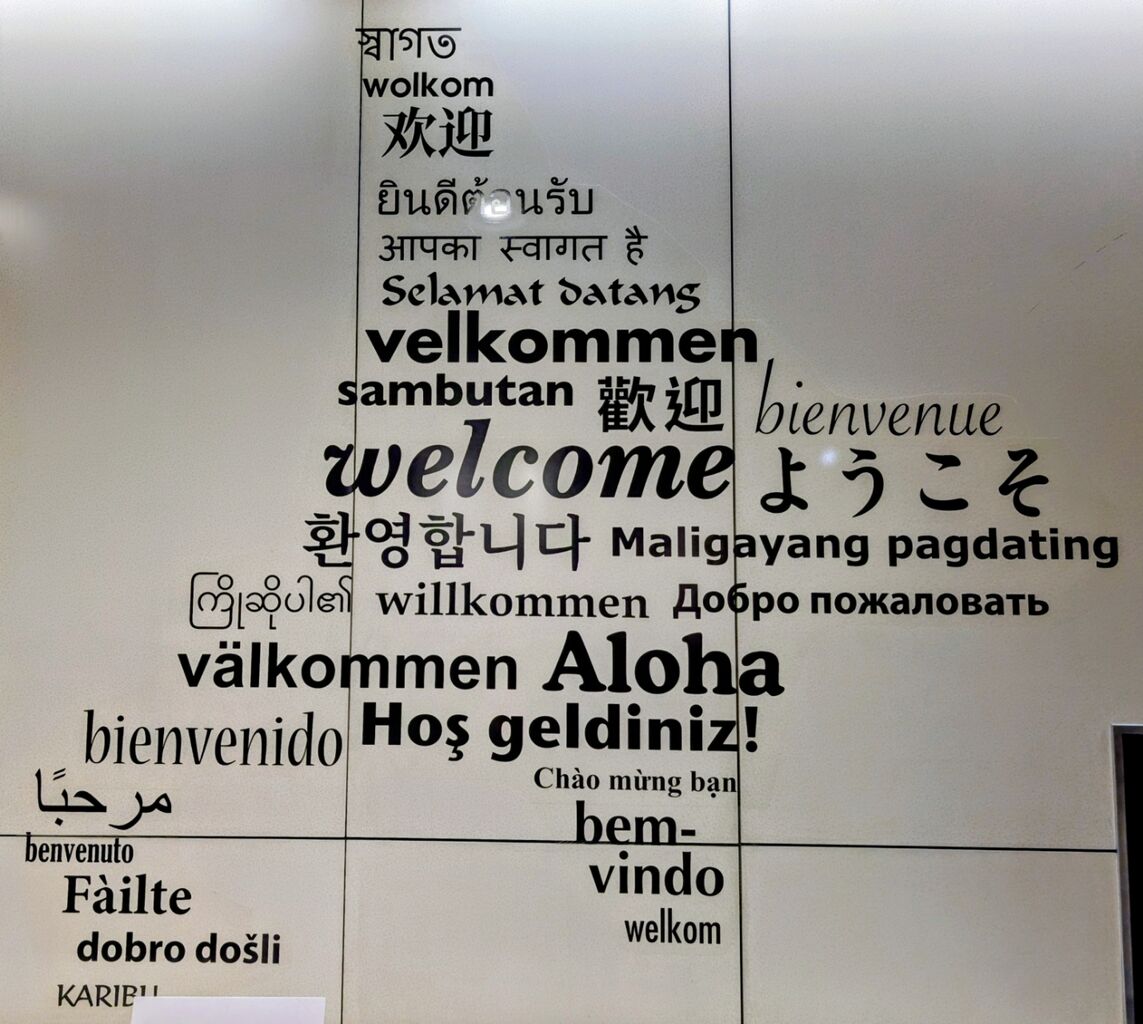 স্বাগত
wolkom
欢迎
ยินดีต้อนรับ
आपका स्वागत है
Selamat datang
velkommen
sambutan 歡迎 bienvenue
welcome ようこそ
환영합니다 Maligayang pagdating
ကြိုဆိုပါ၏ willkommen Добро пожаловать
välkommen Aloha
bienvenido Hoş geldiniz!
مرحبًا Chào mừng bạn
bem-
benvenuto vindo
Fàilte
dobro došli welkom
KARIBU